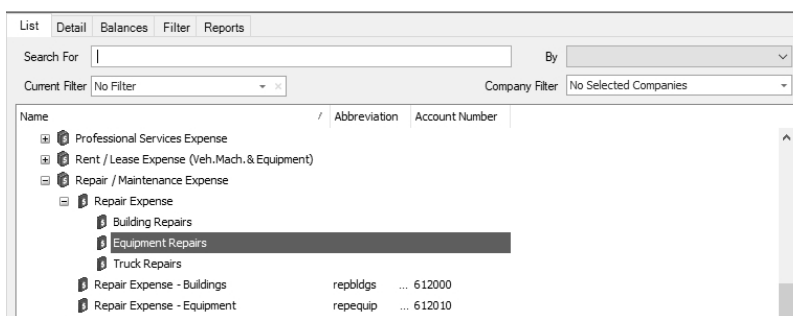 List Detail Balances Filter Reports
Search For By
Current Filter No Filter Company Filter No Selected Companies
Name / Abbreviation Account Number
Professional Services Expense
Rent / Lease Expense (Veh.Mach.& Equipment)
Repair / Maintenance Expense
Repair Expense
Building Repairs
Equipment Repairs
Truck Repairs
Repair Expense - Buildings repbldgs ... 612000
Repair Expense - Equipment repequip ... 612010